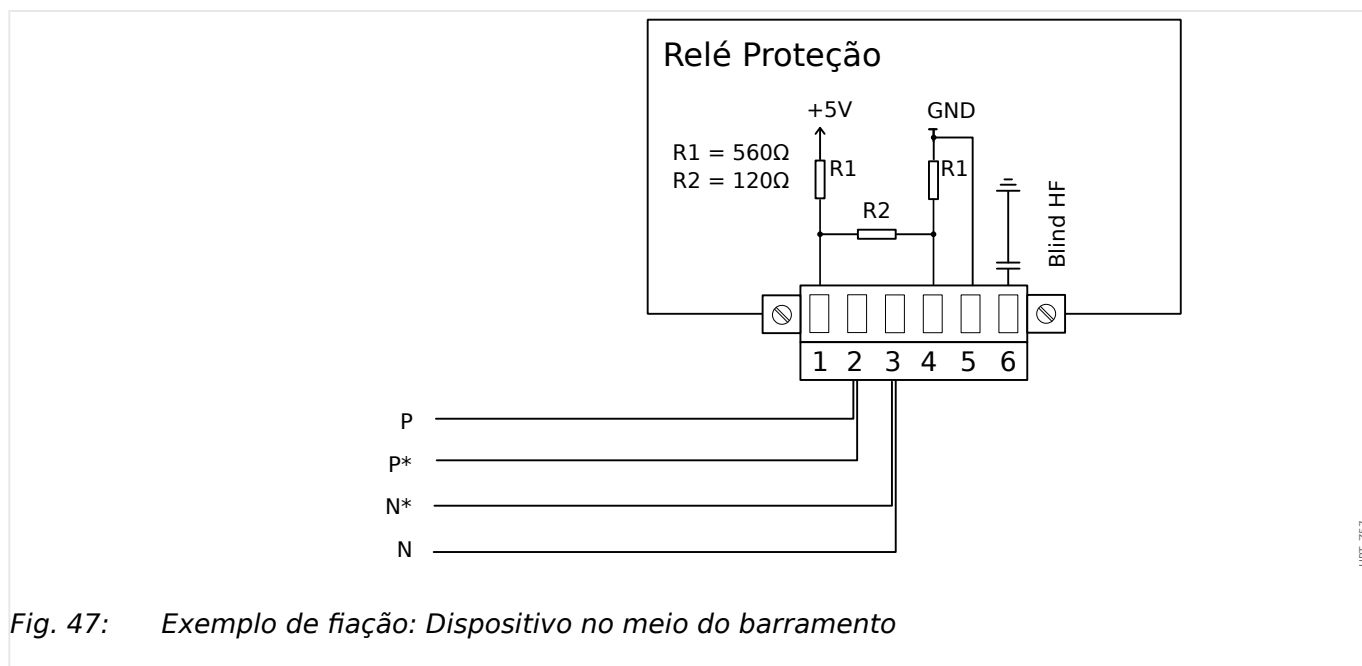 Relé Proteção
+5V
GND
R1 = 560Ω
R2 = 120Ω
R1
R1
R2
Blind HF
1 2 3 4 5 6
P
P*
N*
N
Fig. 47: Exemplo de fiação: Dispositivo no meio do barramento